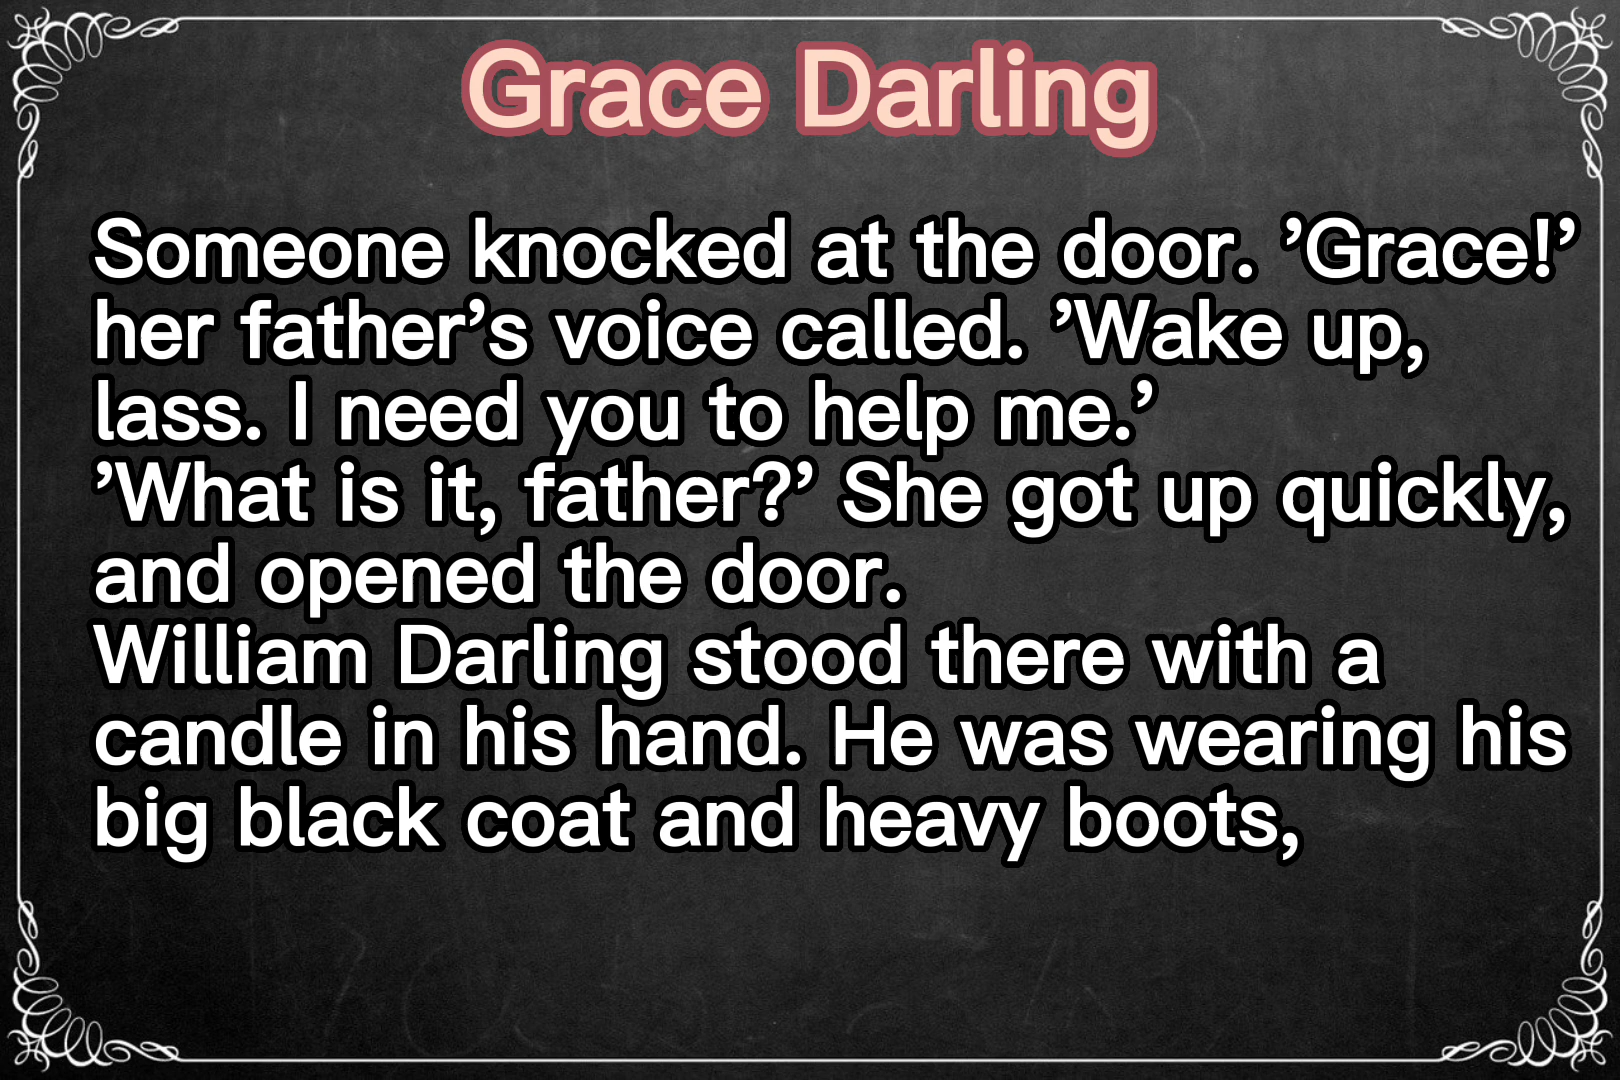 Grace Darling
Someone knocked at the door. ’Grace!’
her father’s voice called. ’Wake up,
lass. I need you to help me.’
’What is it, father?’ She got up quickly,
and opened the door.
William Darling stood there with a
candle in his hand. He was wearing his
big black coat and heavy boots,